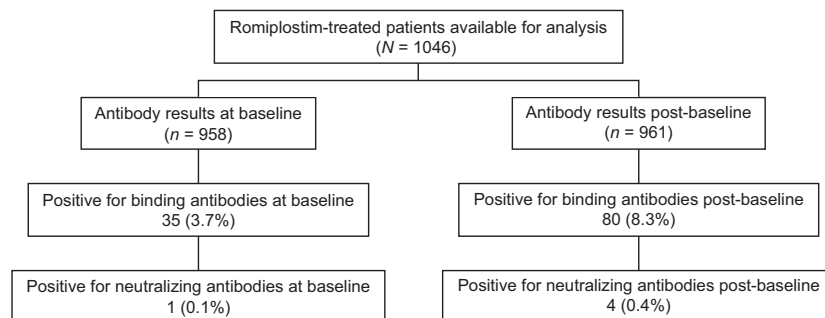 Romiplostim-treated patients available for analysis
(N = 1046)
Antibody results at baseline
(n = 958)
Antibody results post-baseline
(n = 961)
Positive for binding antibodies at baseline
35 (3.7%)
Positive for binding antibodies post-baseline
80 (8.3%)
Positive for neutralizing antibodies at baseline
1 (0.1%)
Positive for neutralizing antibodies post-baseline
4 (0.4%)